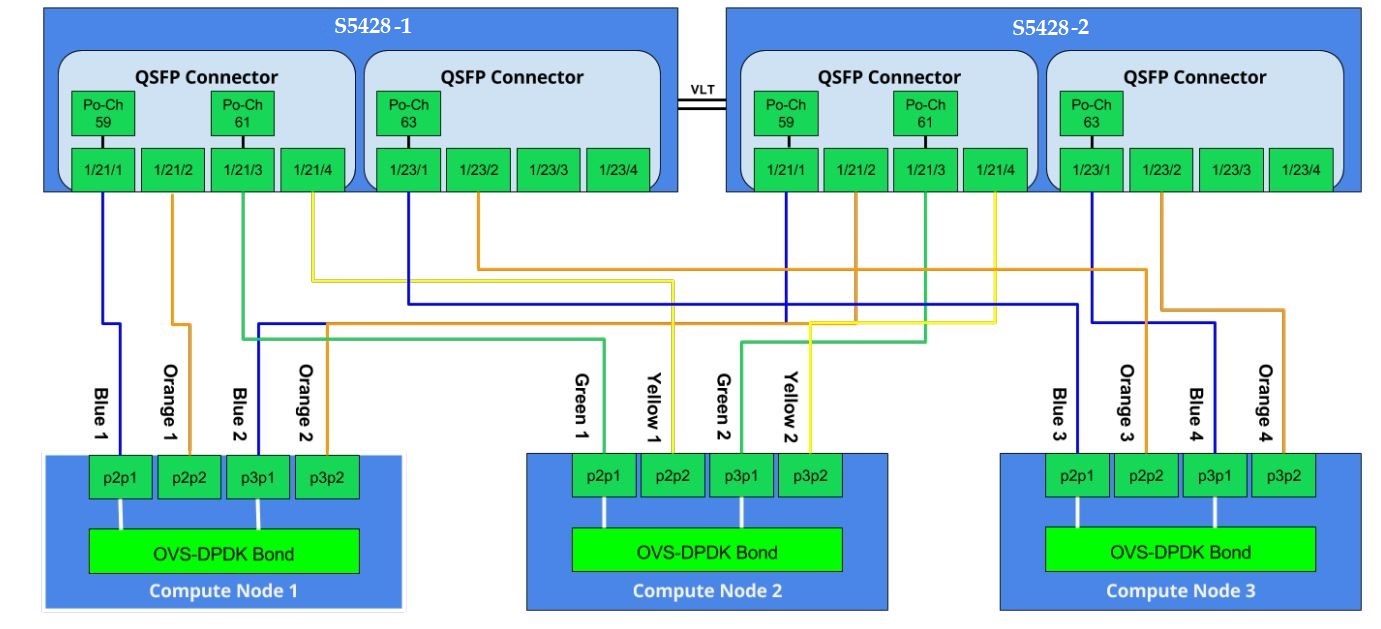 S5428-1
S5428-2
QSFP Connector
QSFP Connector
QSFP Connector
QSFP Connector
VLT
Po-Ch
59
Po-Ch
61
Po-Ch
63
Po-Ch
59
Po-Ch
61
Po-Ch
63
1/21/1
1/21/2
1/21/3
1/21/4
1/23/1
1/23/2
1/23/3
1/23/4
1/21/1
1/21/2
1/21/3
1/21/4
1/23/1
1/23/2
1/23/3
1/23/4
Blue 1
Orange 1
Blue 2
Orange 2
Green 1
Yellow 1
Green 2
Yellow 2
Blue 3
Orange 3
Blue 4
Orange 4
p2p1
p2p2
p3p1
p3p2
p2p1
p2p2
p3p1
p3p2
p2p1
p2p2
p3p1
p3p2
OVS-DPDK Bond
OVS-DPDK Bond
OVS-DPDK Bond
Compute Node 1
Compute Node 2
Compute Node 3